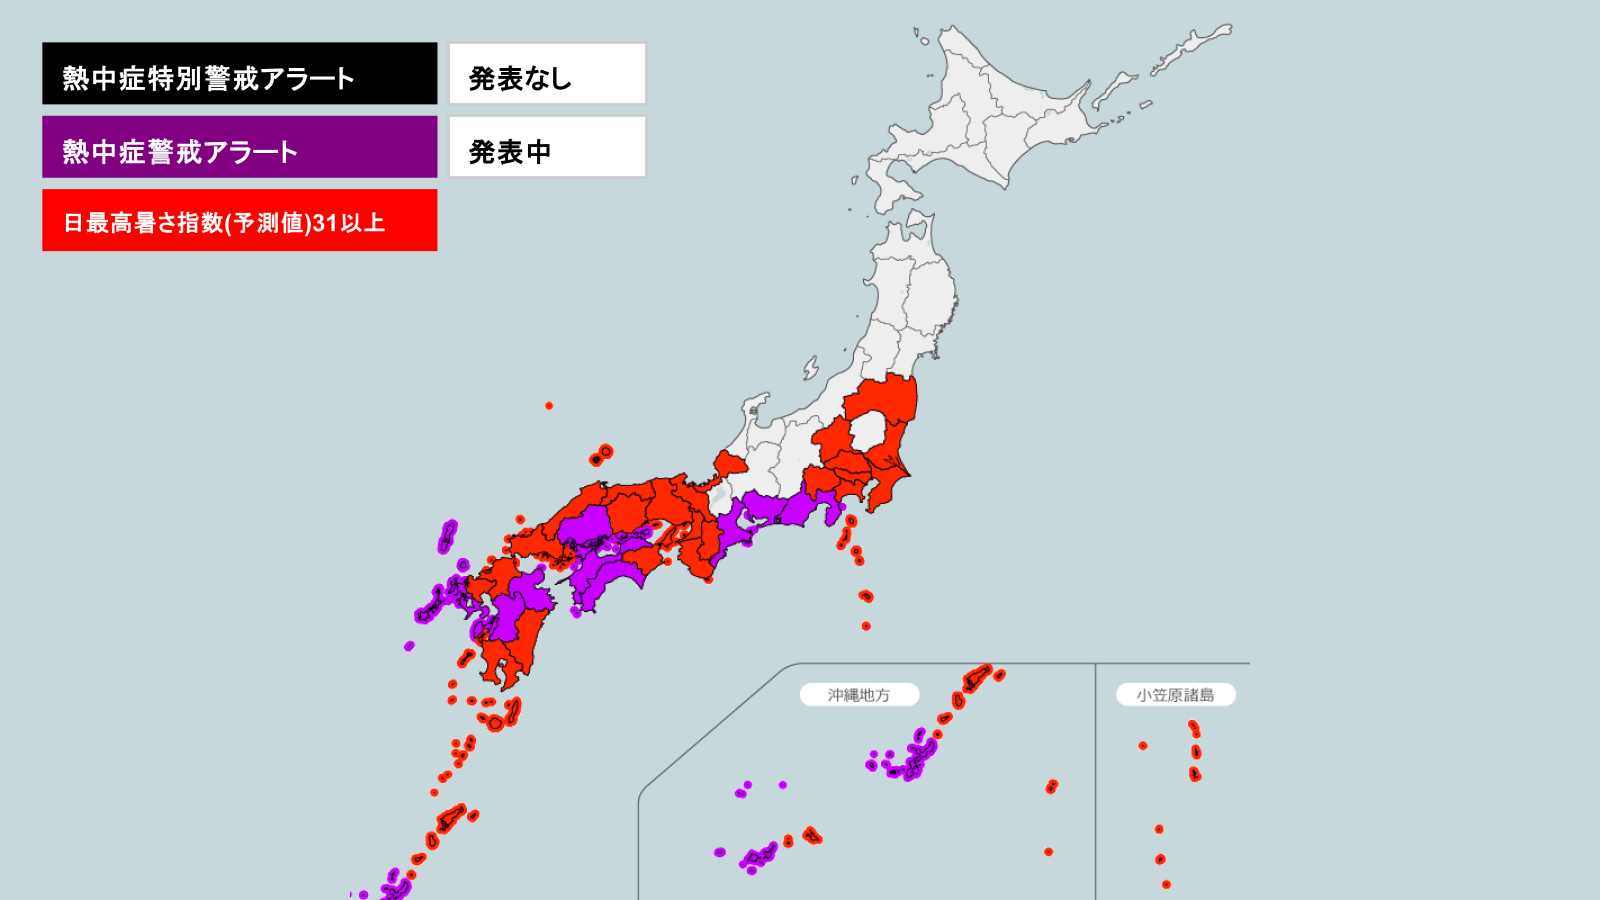 熱中症特別警戒アラート
発表なし
熱中症警戒アラート
発表中
日最高暑さ指数(予測値)31以上
沖縄地方
小笠原諸島